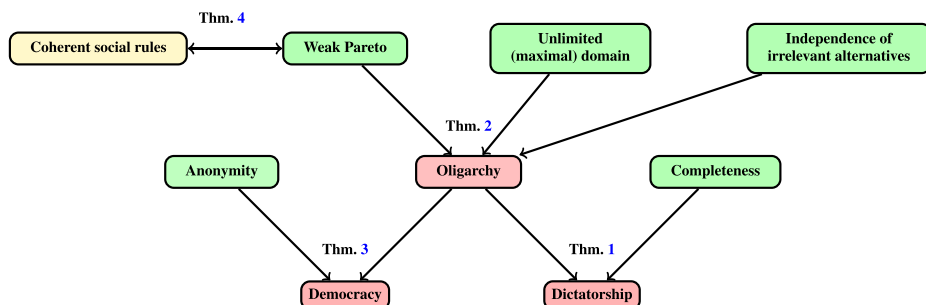 Thm. 4
Coherent social rules
Weak Pareto
Unlimited
(maximal) domain
Independence of
irrelevant alternatives
Thm. 2
Anonymity
Oligarchy
Completeness
Thm. 3
Thm. 1
Democracy
Dictatorship